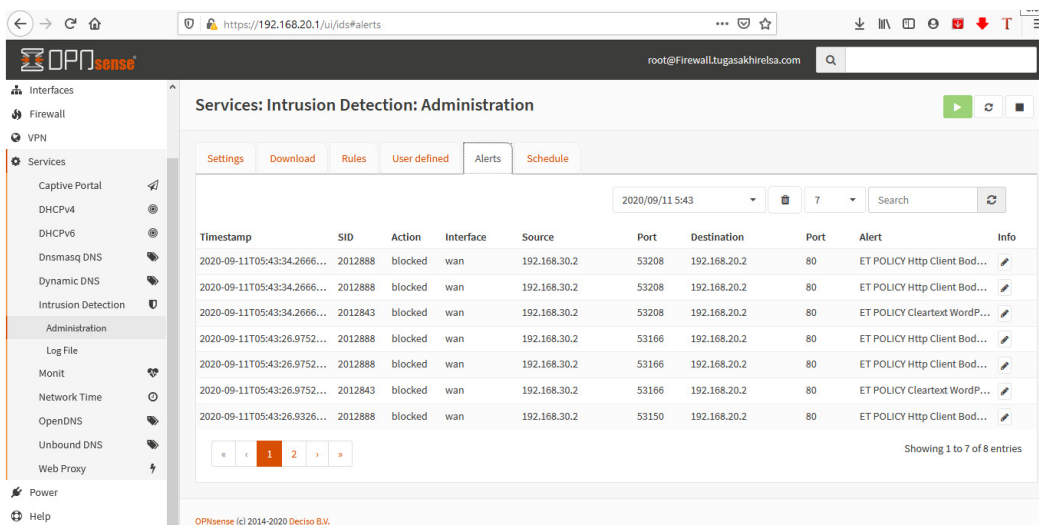 https://192.168.20.1/ui/ids#alerts
OPNsense
root@Firewall.tugasakhirelsa.com
Interfaces
Firewall
VPN
Services
Captive Portal
DHCPv4
DHCPv6
Dnsmasq DNS
Dynamic DNS
Intrusion Detection
Administration
Log File
Monit
Network Time
OpenDNS
Unbound DNS
Web Proxy
Power
Help
Services: Intrusion Detection: Administration
Settings Download Rules User defined Alerts Schedule
2020/09/11 5:43 7 Search
Timestamp SID Action Interface Source Port Destination Port Alert Info
2020-09-11T05:43:34.2666... 2012888 blocked wan 192.168.30.2 53208 192.168.20.2 80 ET POLICY Http Client Bod...
2020-09-11T05:43:34.2666... 2012888 blocked wan 192.168.30.2 53208 192.168.20.2 80 ET POLICY Http Client Bod...
2020-09-11T05:43:34.2666... 2012843 blocked wan 192.168.30.2 53208 192.168.20.2 80 ET POLICY Cleartext WordP...
2020-09-11T05:43:26.9752... 2012888 blocked wan 192.168.30.2 53166 192.168.20.2 80 ET POLICY Http Client Bod...
2020-09-11T05:43:26.9752... 2012888 blocked wan 192.168.30.2 53166 192.168.20.2 80 ET POLICY Http Client Bod...
2020-09-11T05:43:26.9752... 2012843 blocked wan 192.168.30.2 53166 192.168.20.2 80 ET POLICY Cleartext WordP...
2020-09-11T05:43:26.9326... 2012888 blocked wan 192.168.30.2 53150 192.168.20.2 80 ET POLICY Http Client Bod...
« ‹ 1 2 › »
Showing 1 to 7 of 8 entries
OPNsense (c) 2014-2020 Deciso B.V.